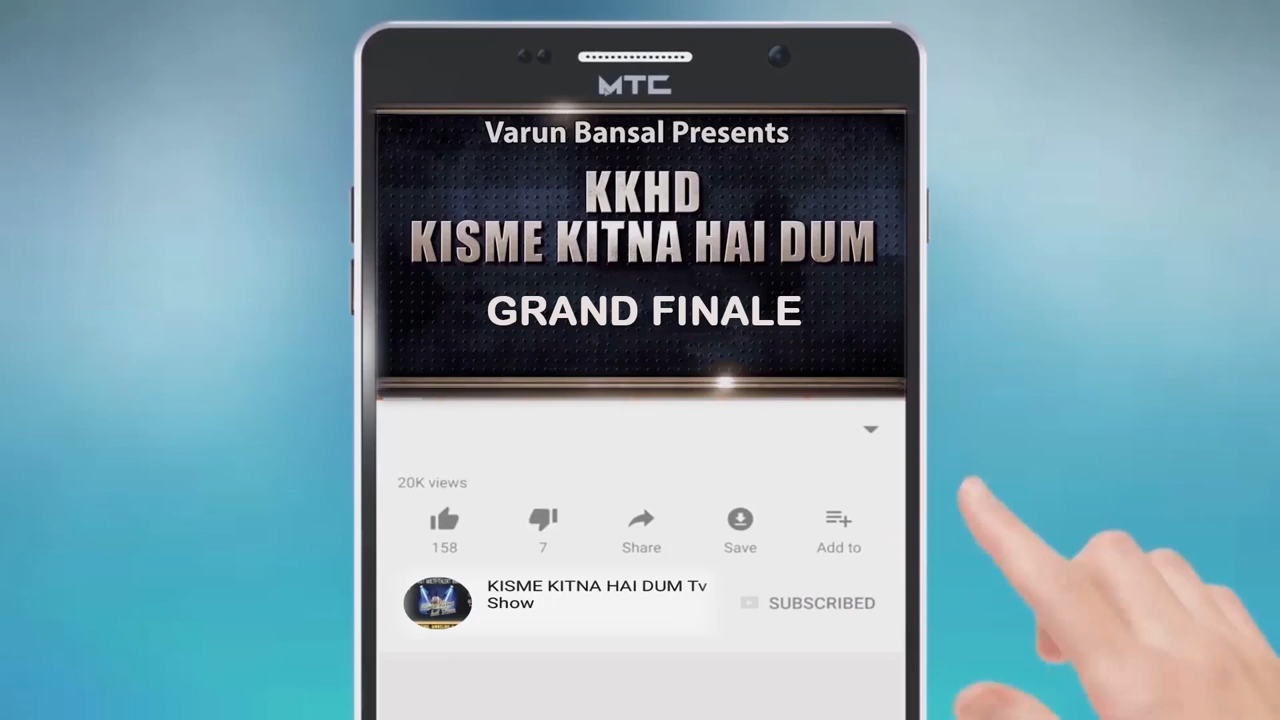 MTC
Varun Bansal Presents
KKHD
KISME KITNA HAI DUM
GRAND FINALE
20K views
158
7
Share
Save
Add to
KISME KITNA HAI DUM Tv
Show
SUBSCRIBED